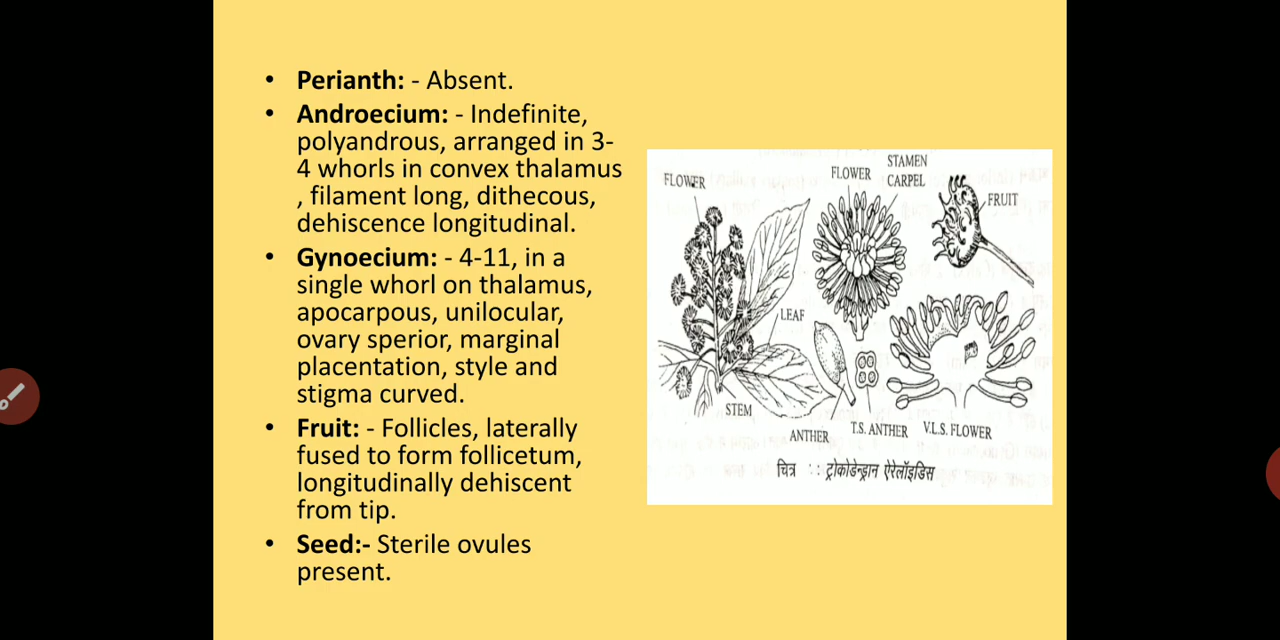 • Perianth: - Absent.
• Androecium: - Indefinite,
polyandrous, arranged in 3-
4 whorls in convex thalamus
, filament long, dithecous,
dehiscence longitudinal.
• Gynoecium: - 4-11, in a
single whorl on thalamus,
apocarpous, unilocular,
ovary sperior, marginal
placentation, style and
stigma curved.
• Fruit: - Follicles, laterally
fused to form follicetum,
longitudinally dehiscent
from tip.
• Seed:- Sterile ovules
present.
FLOWER
FLOWER
STAMEN
CARPEL
FRUIT
LEAF
STEM
ANTHER
T.S. ANTHER
V.L.S. FLOWER
चित्र : ट्रोकोडेन्ड्रान ऐरेलॉइडिस